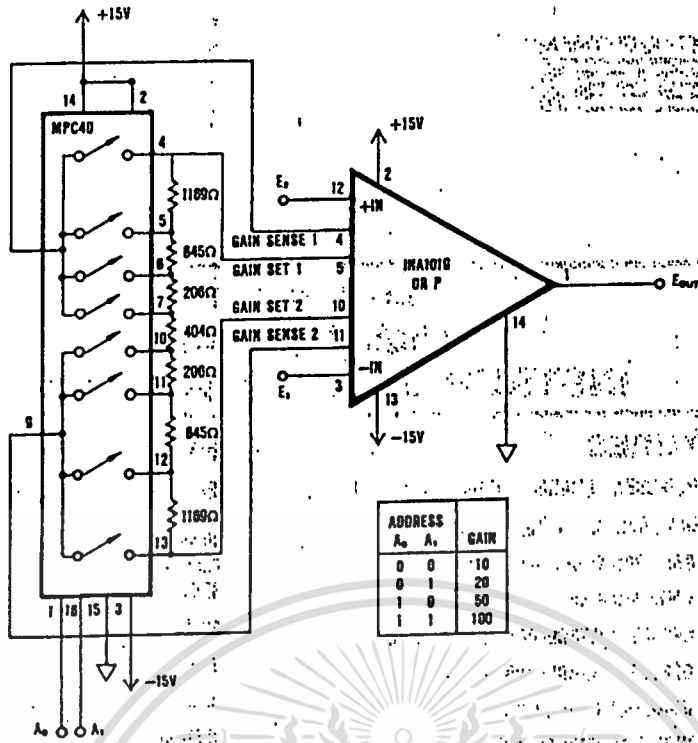 +15V
14
2
MPC4D
4
1169Ω
5
845Ω
6
206Ω
7
404Ω
10
206Ω
11
845Ω
12
1169Ω
13
9
1
16
15
3
-15V
A₀
A₁
+15V
2
E₂
12
+IN
GAIN SENSE 1
4
GAIN SET 1
5
INA101G
OR P
GAIN SET 2
10
GAIN SENSE 2
11
-IN
3
E₁
13
-15V
14
1
EOUT
ADDRESS
A₀ A₁ GAIN
0 0 10
0 1 20
1 0 50
1 1 100